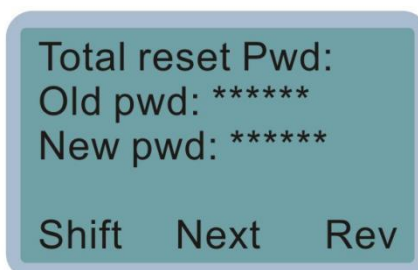 Total reset Pwd:
Old pwd: ******
New pwd: ******
Shift Next Rev